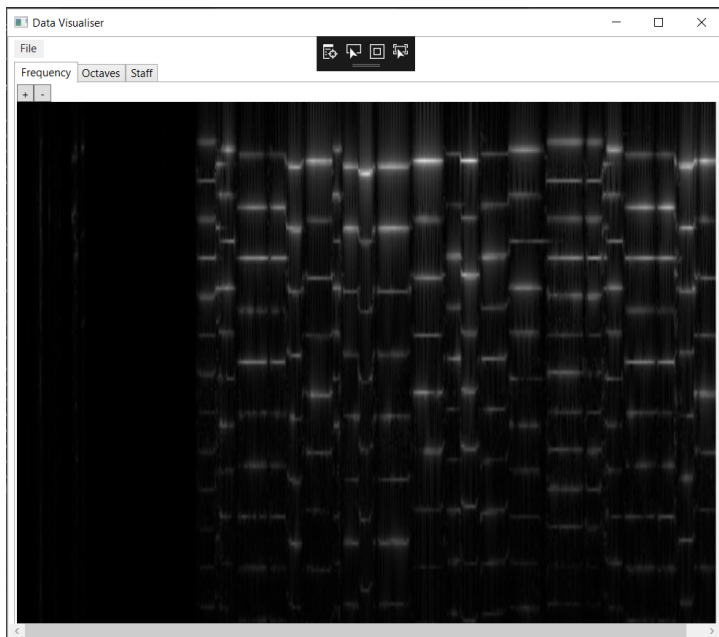 Data Visualiser
File
Frequency Octaves Staff
+ -